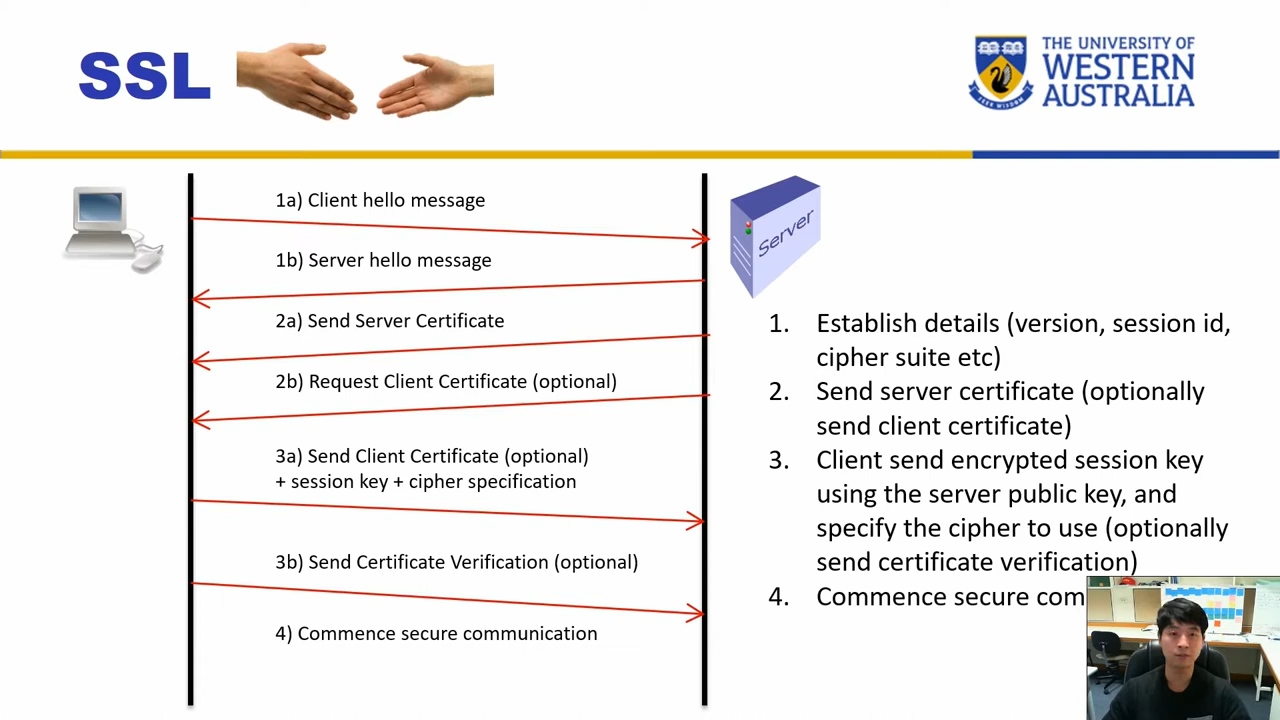 SSL
THE UNIVERSITY OF
WESTERN
AUSTRALIA
SEEK WISDOM
1a) Client hello message
1b) Server hello message
2a) Send Server Certificate
2b) Request Client Certificate (optional)
3a) Send Client Certificate (optional)
+ session key + cipher specification
3b) Send Certificate Verification (optional)
4) Commence secure communication
Server
1. Establish details (version, session id,
cipher suite etc)
2. Send server certificate (optionally
send client certificate)
3. Client send encrypted session key
using the server public key, and
specify the cipher to use (optionally
send certificate verification)
4. Commence secure com